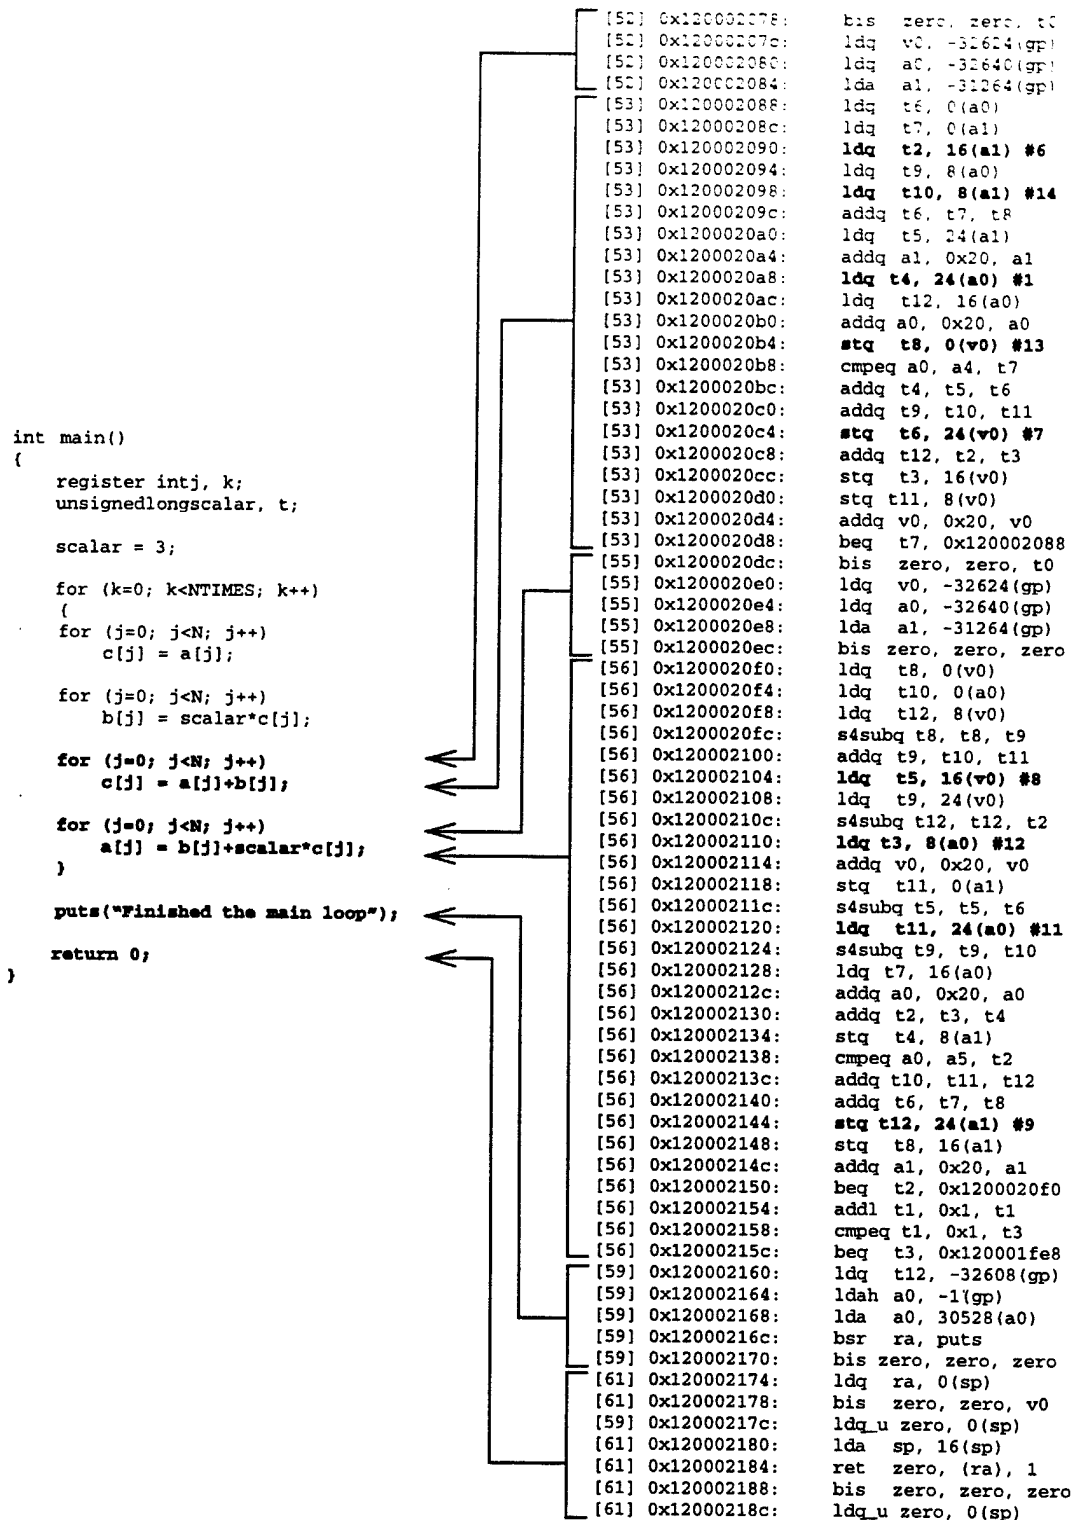 int main()
{
register intj, k;
unsignedlongscalar, t;
scalar = 3;
for (k=0; k<NTIMES; k++)
{
for (j=0; j<N; j++)
c[j] = a[j];
for (j=0; j<N; j++)
b[j] = scalar*c[j];
for (j=0; j<N; j++)
c[j] = a[j]+b[j];
for (j=0; j<N; j++)
a[j] = b[j]+scalar*c[j];
}
puts("Finished the main loop");
return 0;
}
[52] 0x120002078: bis zero, zero, t0
[52] 0x12000207c: ldq v0, -32624(gp)
[52] 0x120002080: ldq a0, -32640(gp)
[52] 0x120002084: lda a1, -31264(gp)
[53] 0x120002088: ldq t6, 0(a0)
[53] 0x12000208c: ldq t7, 0(a1)
[53] 0x120002090: ldq t2, 16(a1) #6
[53] 0x120002094: ldq t9, 8(a0)
[53] 0x120002098: ldq t10, 8(a1) #14
[53] 0x12000209c: addq t6, t7, t8
[53] 0x1200020a0: ldq t5, 24(a1)
[53] 0x1200020a4: addq a1, 0x20, a1
[53] 0x1200020a8: ldq t4, 24(a0) #1
[53] 0x1200020ac: ldq t12, 16(a0)
[53] 0x1200020b0: addq a0, 0x20, a0
[53] 0x1200020b4: stq t8, 0(v0) #13
[53] 0x1200020b8: cmpeq a0, a4, t7
[53] 0x1200020bc: addq t4, t5, t6
[53] 0x1200020c0: addq t9, t10, t11
[53] 0x1200020c4: stq t6, 24(v0) #7
[53] 0x1200020c8: addq t12, t2, t3
[53] 0x1200020cc: stq t3, 16(v0)
[53] 0x1200020d0: stq t11, 8(v0)
[53] 0x1200020d4: addq v0, 0x20, v0
[53] 0x1200020d8: beq t7, 0x120002088
[55] 0x1200020dc: bis zero, zero, t0
[55] 0x1200020e0: ldq v0, -32624(gp)
[55] 0x1200020e4: ldq a0, -32640(gp)
[55] 0x1200020e8: lda a1, -31264(gp)
[55] 0x1200020ec: bis zero, zero, zero
[56] 0x1200020f0: ldq t8, 0(v0)
[56] 0x1200020f4: ldq t10, 0(a0)
[56] 0x1200020f8: ldq t12, 8(v0)
[56] 0x1200020fc: s4subq t8, t8, t9
[56] 0x120002100: addq t9, t10, t11
[56] 0x120002104: ldq t5, 16(v0) #8
[56] 0x120002108: ldq t9, 24(v0)
[56] 0x12000210c: s4subq t12, t12, t2
[56] 0x120002110: ldq t3, 8(a0) #12
[56] 0x120002114: addq v0, 0x20, v0
[56] 0x120002118: stq t11, 0(a1)
[56] 0x12000211c: s4subq t5, t5, t6
[56] 0x120002120: ldq t11, 24(a0) #11
[56] 0x120002124: s4subq t9, t9, t10
[56] 0x120002128: ldq t7, 16(a0)
[56] 0x12000212c: addq a0, 0x20, a0
[56] 0x120002130: addq t2, t3, t4
[56] 0x120002134: stq t4, 8(a1)
[56] 0x120002138: cmpeq a0, a5, t2
[56] 0x12000213c: addq t10, t11, t12
[56] 0x120002140: addq t6, t7, t8
[56] 0x120002144: stq t12, 24(a1) #9
[56] 0x120002148: stq t8, 16(a1)
[56] 0x12000214c: addq a1, 0x20, a1
[56] 0x120002150: beq t2, 0x1200020f0
[56] 0x120002154: addl t1, 0x1, t1
[56] 0x120002158: cmpeq t1, 0x1, t3
[56] 0x12000215c: beq t3, 0x120001fe8
[59] 0x120002160: ldq t12, -32608(gp)
[59] 0x120002164: ldah a0, -1(gp)
[59] 0x120002168: lda a0, 30528(a0)
[59] 0x12000216c: bsr ra, puts
[59] 0x120002170: bis zero, zero, zero
[61] 0x120002174: ldq ra, 0(sp)
[61] 0x120002178: bis zero, zero, v0
[59] 0x12000217c: ldq_u zero, 0(sp)
[61] 0x120002180: lda sp, 16(sp)
[61] 0x120002184: ret zero, (ra), 1
[61] 0x120002188: bis zero, zero, zero
[61] 0x12000218c: ldq_u zero, 0(sp)